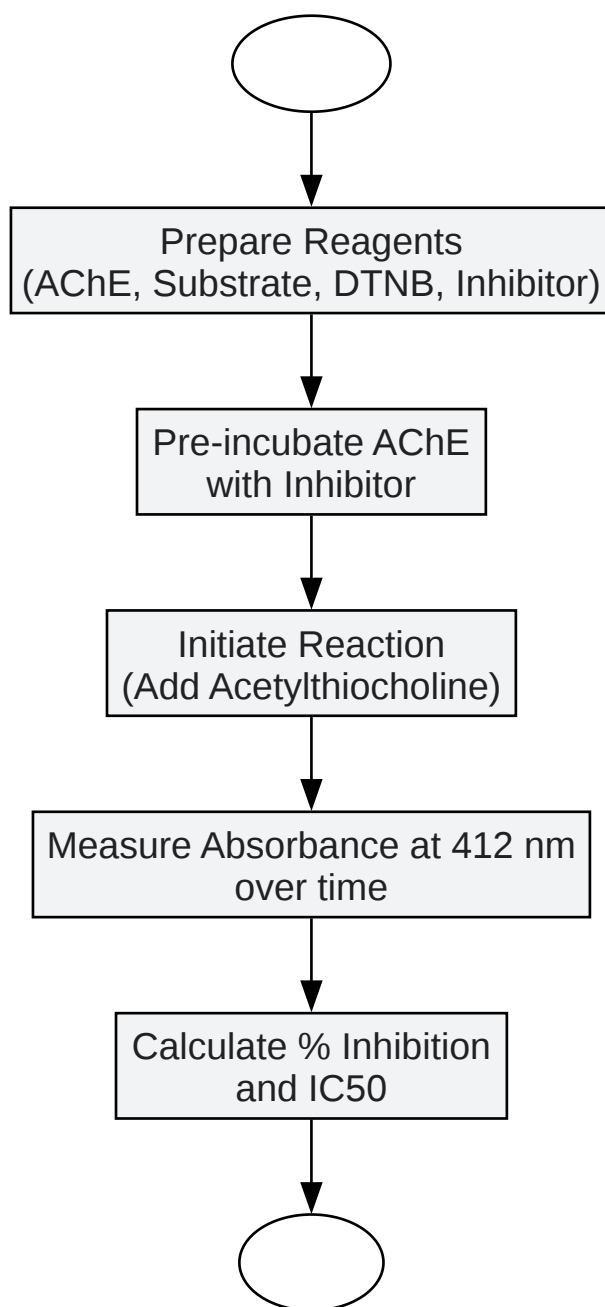 Prepare Reagents
(AChE, Substrate, DTNB, Inhibitor)
Pre-incubate AChE
with Inhibitor
Initiate Reaction
(Add Acetylthiocholine)
Measure Absorbance at 412 nm
over time
Calculate % Inhibition
and IC50